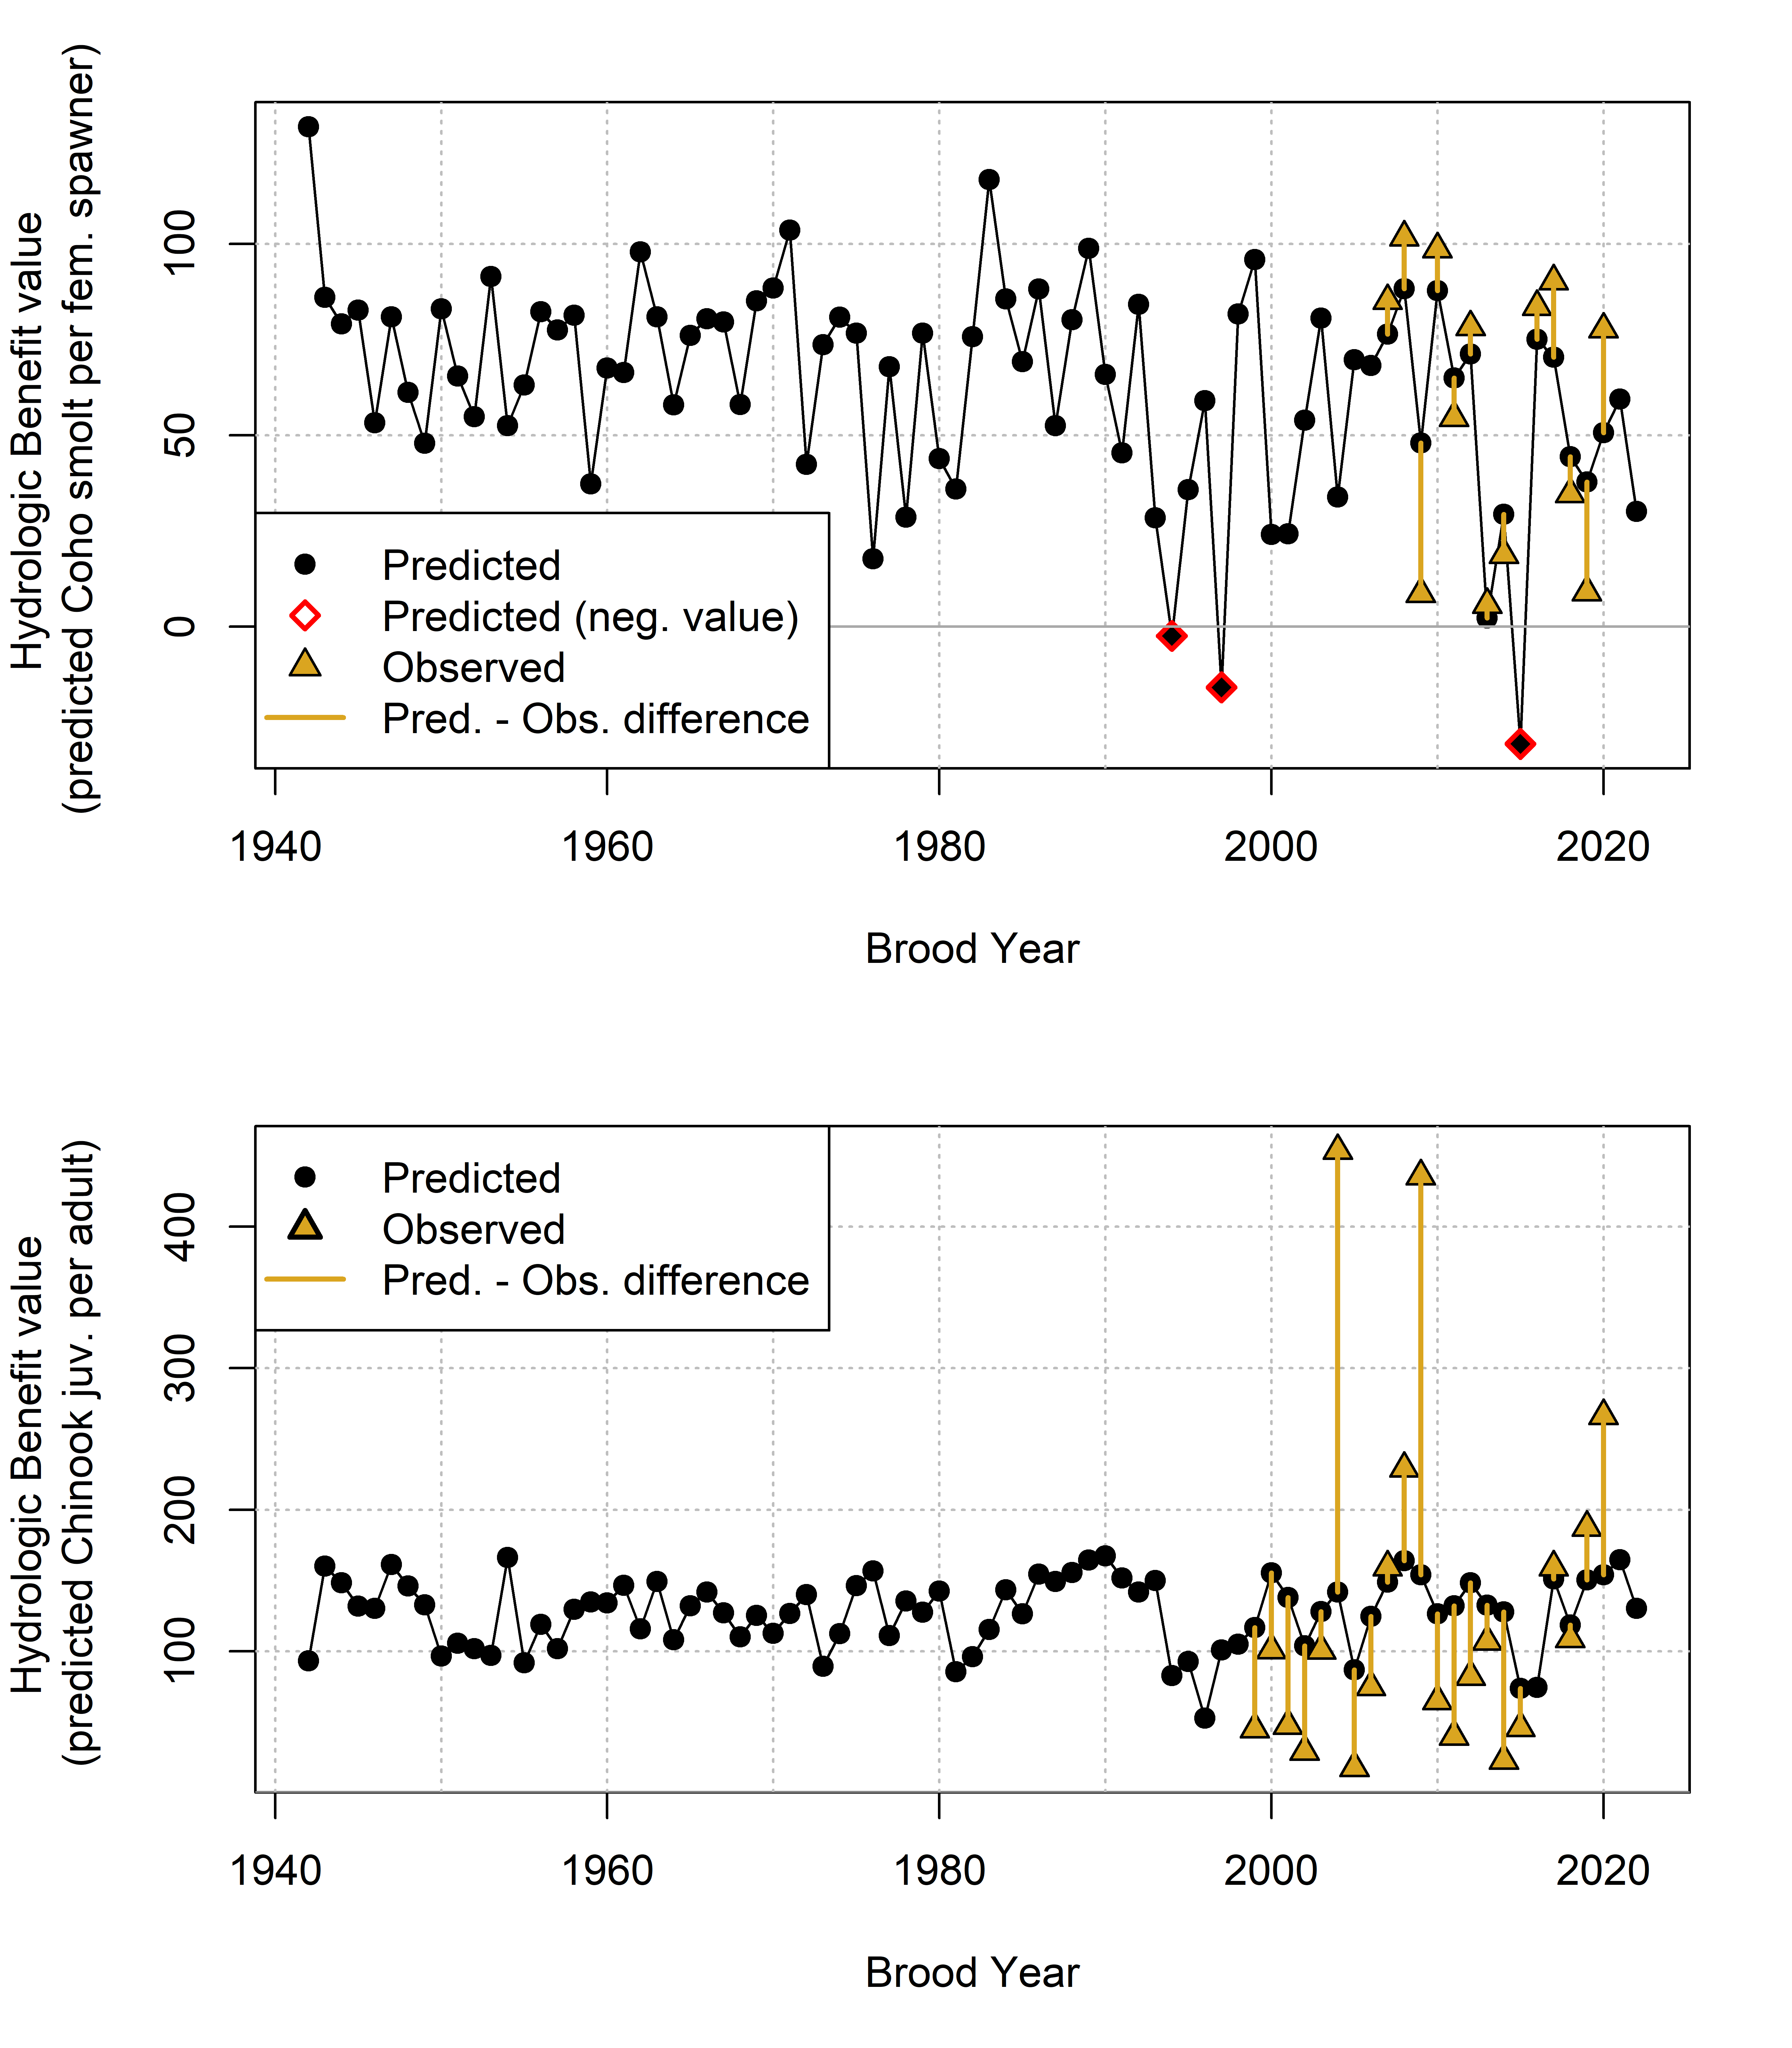 Hydrologic Benefit value
(predicted Coho smolt per fem. spawner)
100
50
0
Predicted
Predicted (neg. value)
Observed
Pred. - Obs. difference
1940
1960
1980
2000
2020
Brood Year
Hydrologic Benefit value
(predicted Chinook juv. per adult)
400
300
200
100
Predicted
Observed
Pred. - Obs. difference
1940
1960
1980
2000
2020
Brood Year